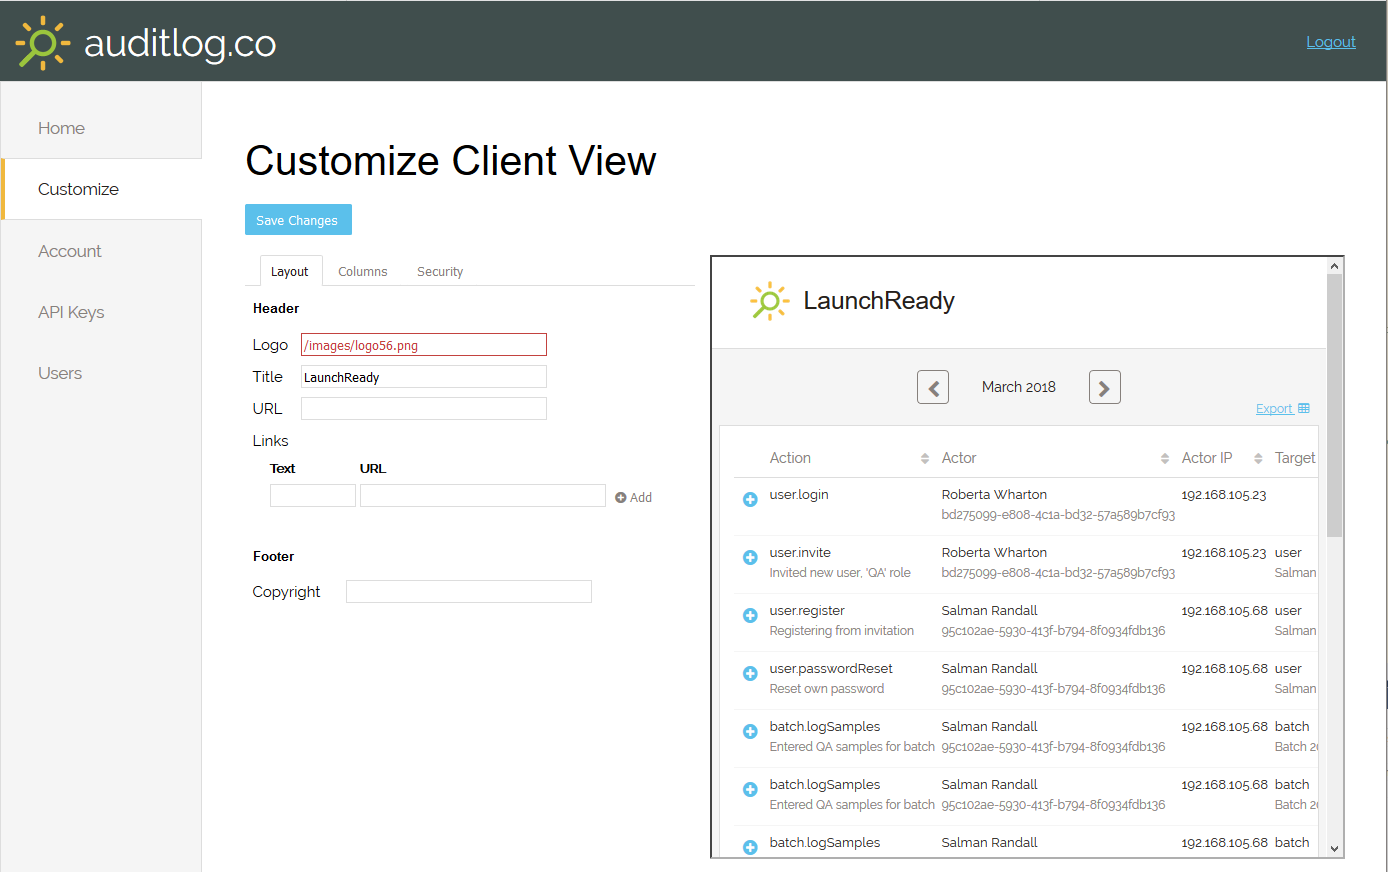 auditlog.co
Logout
Home
Customize
Account
API Keys
Users
Customize Client View
Save Changes
Layout Columns Security
Header
Logo /images/logo56.png
Title LaunchReady
URL
Links
Text URL
Add
Footer
Copyright
LaunchReady
March 2018
Export
Action Actor Actor IP Target
user.login Roberta Wharton 192.168.105.23
bd275099-e808-4c1a-bd32-57a589b7cf93
user.invite Roberta Wharton 192.168.105.23 user
Invited new user, 'QA' role bd275099-e808-4c1a-bd32-57a589b7cf93 Salman
user.register Salman Randall 192.168.105.68 user
Registering from invitation 95c102ae-5930-413f-b794-8f0934fdb136 Salman
user.passwordReset Salman Randall 192.168.105.68 user
Reset own password 95c102ae-5930-413f-b794-8f0934fdb136 Salman
batch.logSamples Salman Randall 192.168.105.68 batch
Entered QA samples for batch 95c102ae-5930-413f-b794-8f0934fdb136 Batch 20
batch.logSamples Salman Randall 192.168.105.68 batch
Entered QA samples for batch 95c102ae-5930-413f-b794-8f0934fdb136 Batch 20
batch.logSamples Salman Randall 192.168.105.68 batch